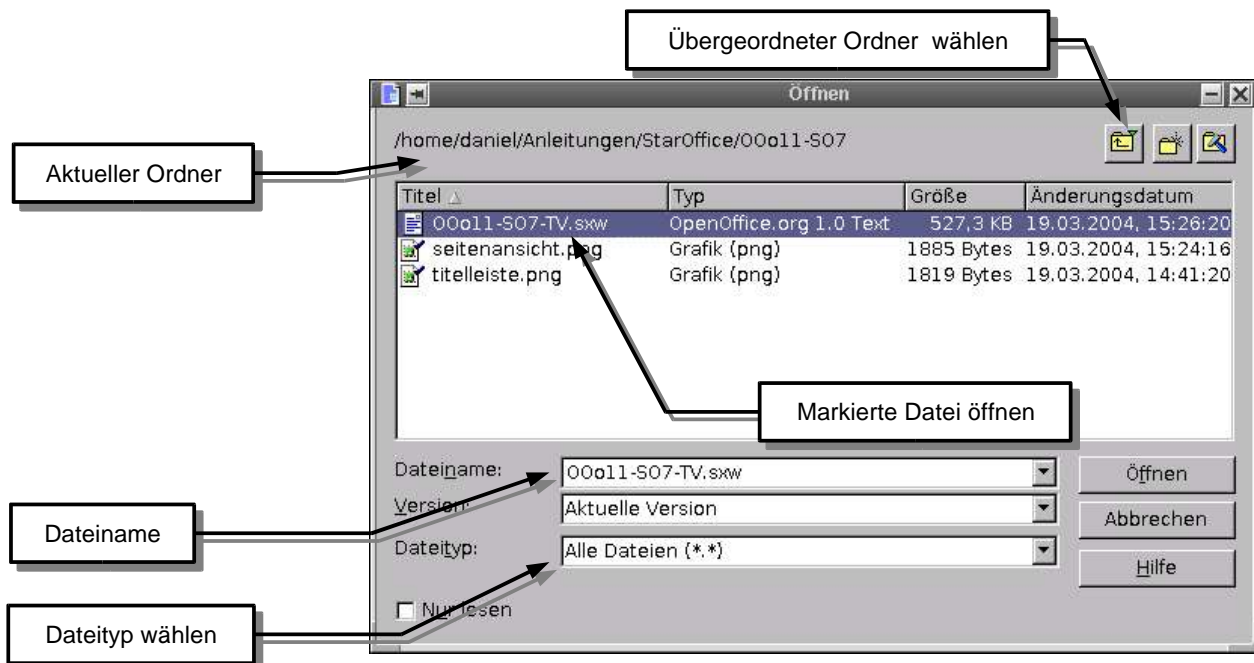 Übergeordneter Ordner wählen
Öffnen
/home/daniel/Anleitungen/StarOffice/OOo11-SO7
Aktueller Ordner
Titel Typ Größe Änderungsdatum
OOo11-SO7-TV.sxw OpenOffice.org 1.0 Text 527,3 KB 19.03.2004, 15:26:20
seitenansicht.png Grafik (png) 1885 Bytes 19.03.2004, 15:24:16
titelleiste.png Grafik (png) 1819 Bytes 19.03.2004, 14:41:20
Markierte Datei öffnen
Dateiname: OOo11-SO7-TV.sxw Öffnen
Version: Aktuelle Version Abbrechen
Dateiname
Dateityp: Alle Dateien (*.*) Hilfe
Nur lesen
Dateityp wählen